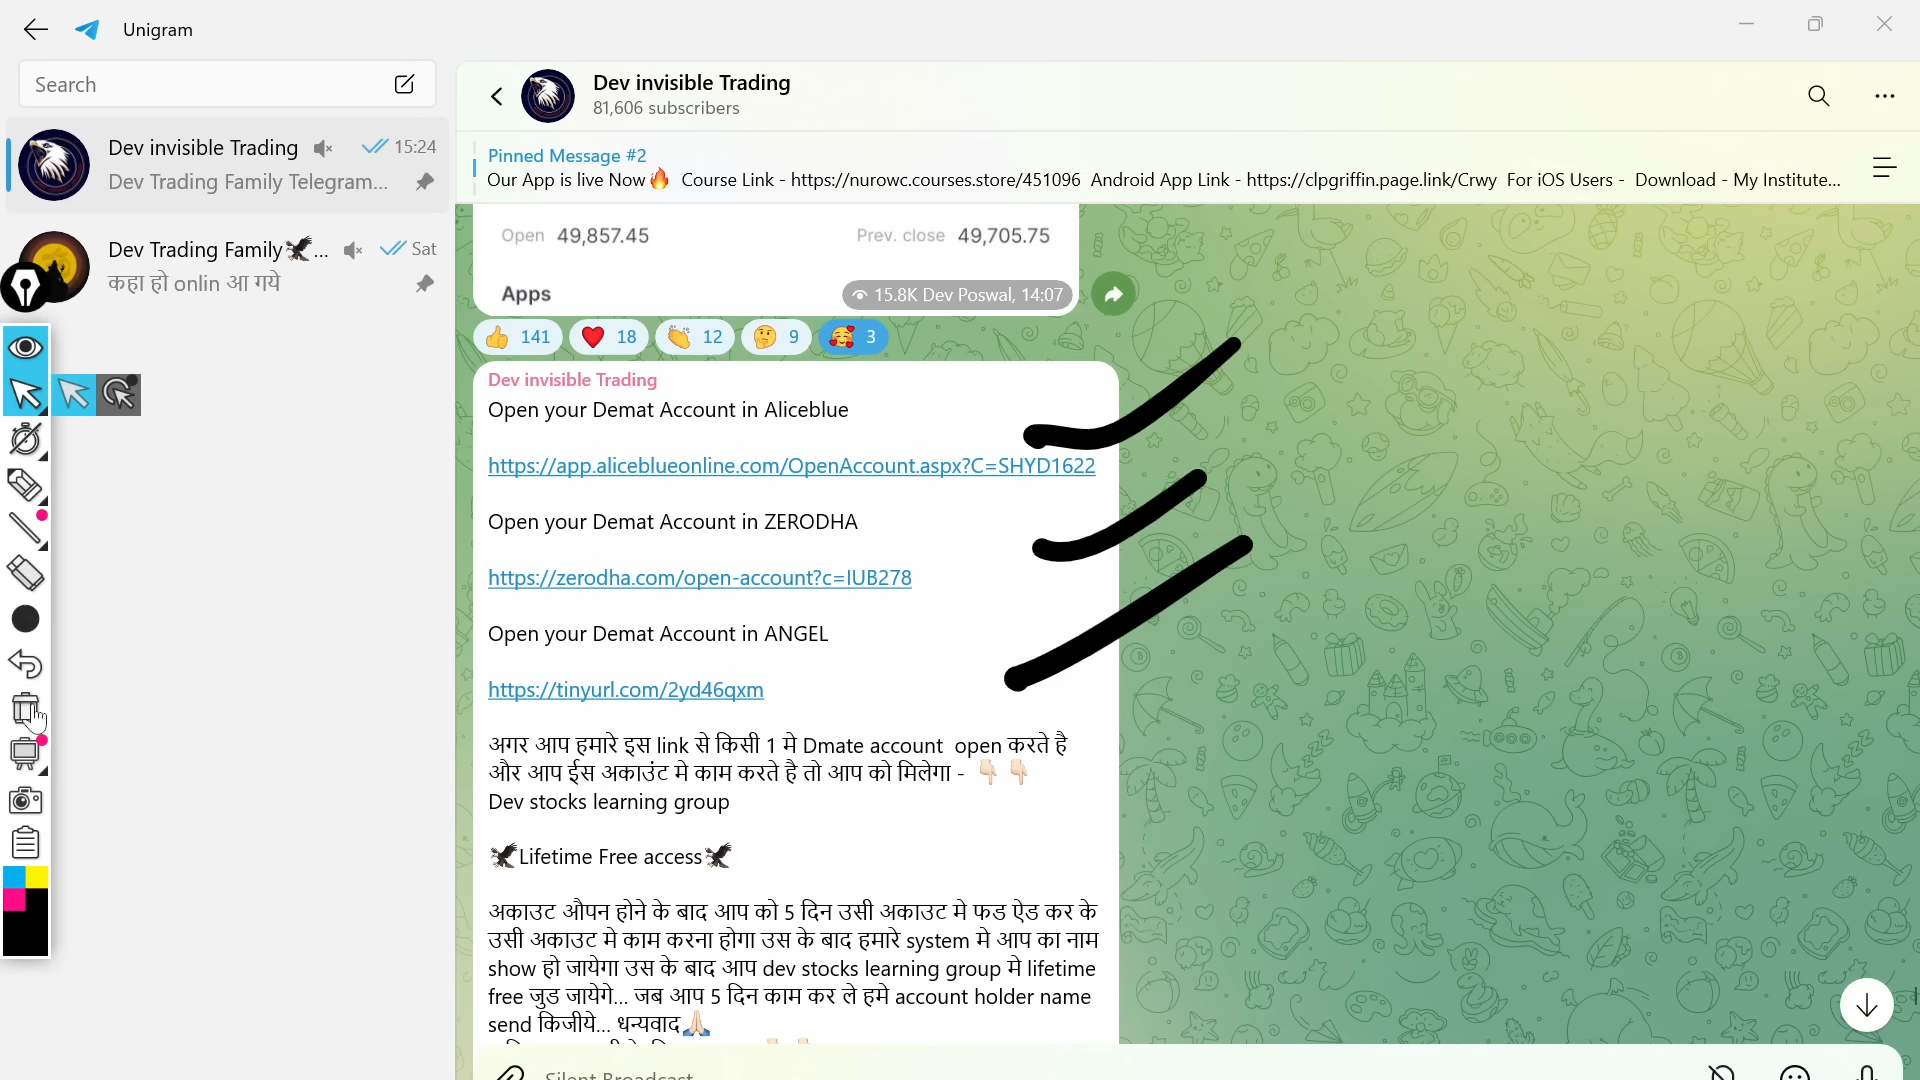 Unigram
Search
Dev invisible Trading 15:24
Dev Trading Family Telegram...
Dev Trading Family🦅... Sat
कहा हो onlin आ गये
Dev invisible Trading
81,606 subscribers
Pinned Message #2
Our App is live Now🔥 Course Link - https://nurowc.courses.store/451096 Android App Link - https://clpgriffin.page.link/Crwy For iOS Users - Download - My Institute...
Open 49,857.45 Prev. close 49,705.75
Apps 15.8K Dev Poswal, 14:07
👍 141 ❤️ 18 👏 12 🤔 9 🥰 3
Dev invisible Trading
Open your Demat Account in Aliceblue
https://app.aliceblueonline.com/OpenAccount.aspx?C=SHYD1622
Open your Demat Account in ZERODHA
https://zerodha.com/open-account?c=IUB278
Open your Demat Account in ANGEL
https://tinyurl.com/2yd46qxm
अगर आप हमारे इस link से किसी 1 मे Dmate account open करते है
और आप ईस अकाउंट मे काम करते है तो आप को मिलेगा - 👇🏻 👇🏻
Dev stocks learning group
🦅Lifetime Free access🦅
अकाउट औपन होने के बाद आप को 5 दिन उसी अकाउट मे फड ऐड कर के
उसी अकाउट मे काम करना होगा उस के बाद हमारे system मे आप का नाम
show हो जायेगा उस के बाद आप dev stocks learning group मे lifetime
free जुड जायेगे... जब आप 5 दिन काम कर ले हमे account holder name
send किजीये... धन्यवाद🙏🏻
Silent Broadcast